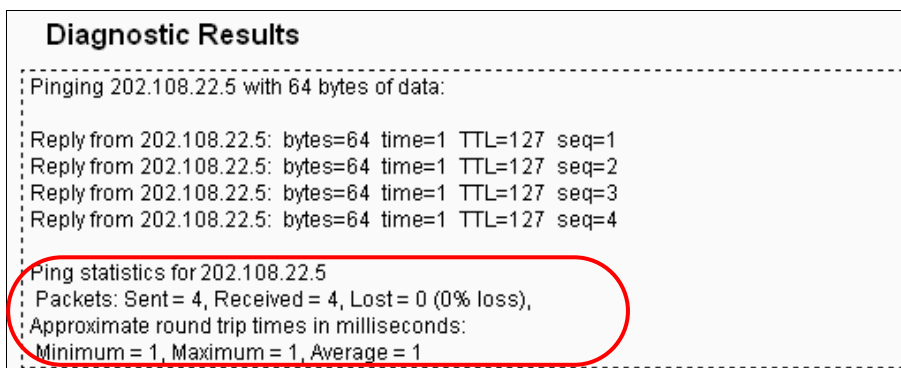 Diagnostic Results
Pinging 202.108.22.5 with 64 bytes of data:
Reply from 202.108.22.5: bytes=64 time=1 TTL=127 seq=1
Reply from 202.108.22.5: bytes=64 time=1 TTL=127 seq=2
Reply from 202.108.22.5: bytes=64 time=1 TTL=127 seq=3
Reply from 202.108.22.5: bytes=64 time=1 TTL=127 seq=4
Ping statistics for 202.108.22.5
Packets: Sent = 4, Received = 4, Lost = 0 (0% loss),
Approximate round trip times in milliseconds:
Minimum = 1, Maximum = 1, Average = 1